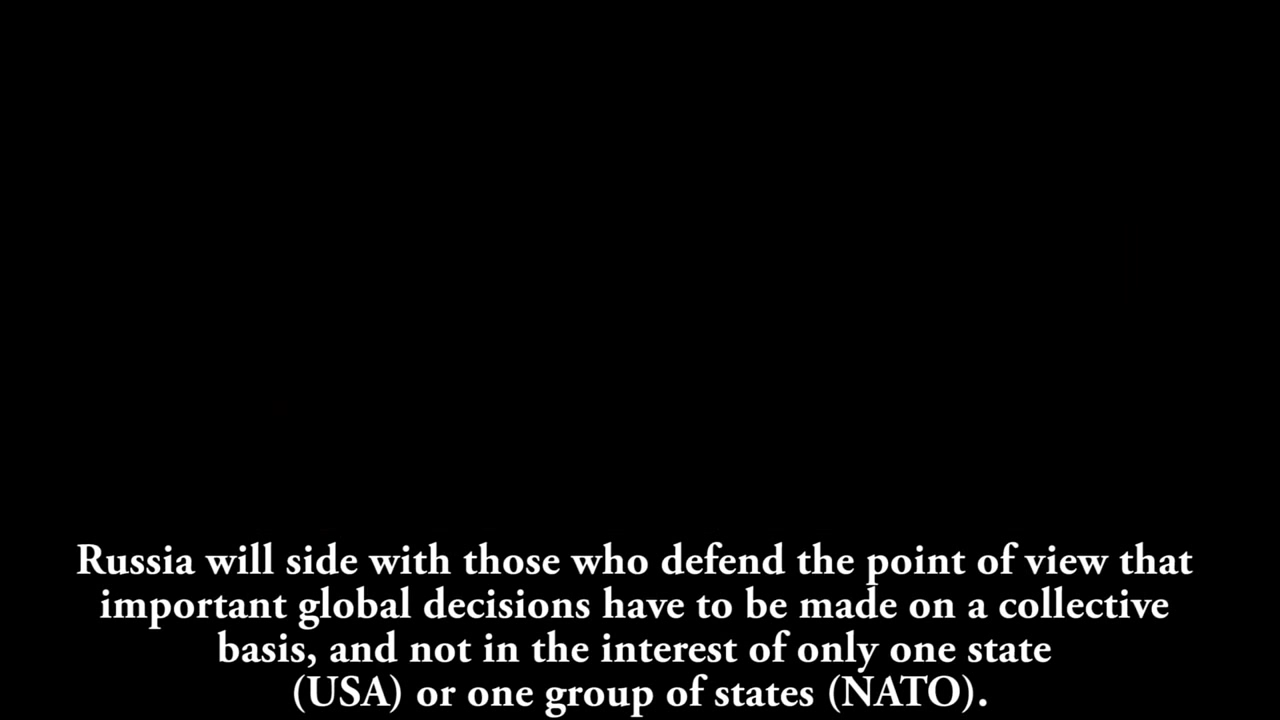 Russia will side with those who defend the point of view that
important global decisions have to be made on a collective
basis, and not in the interest of only one state
(USA) or one group of states (NATO).